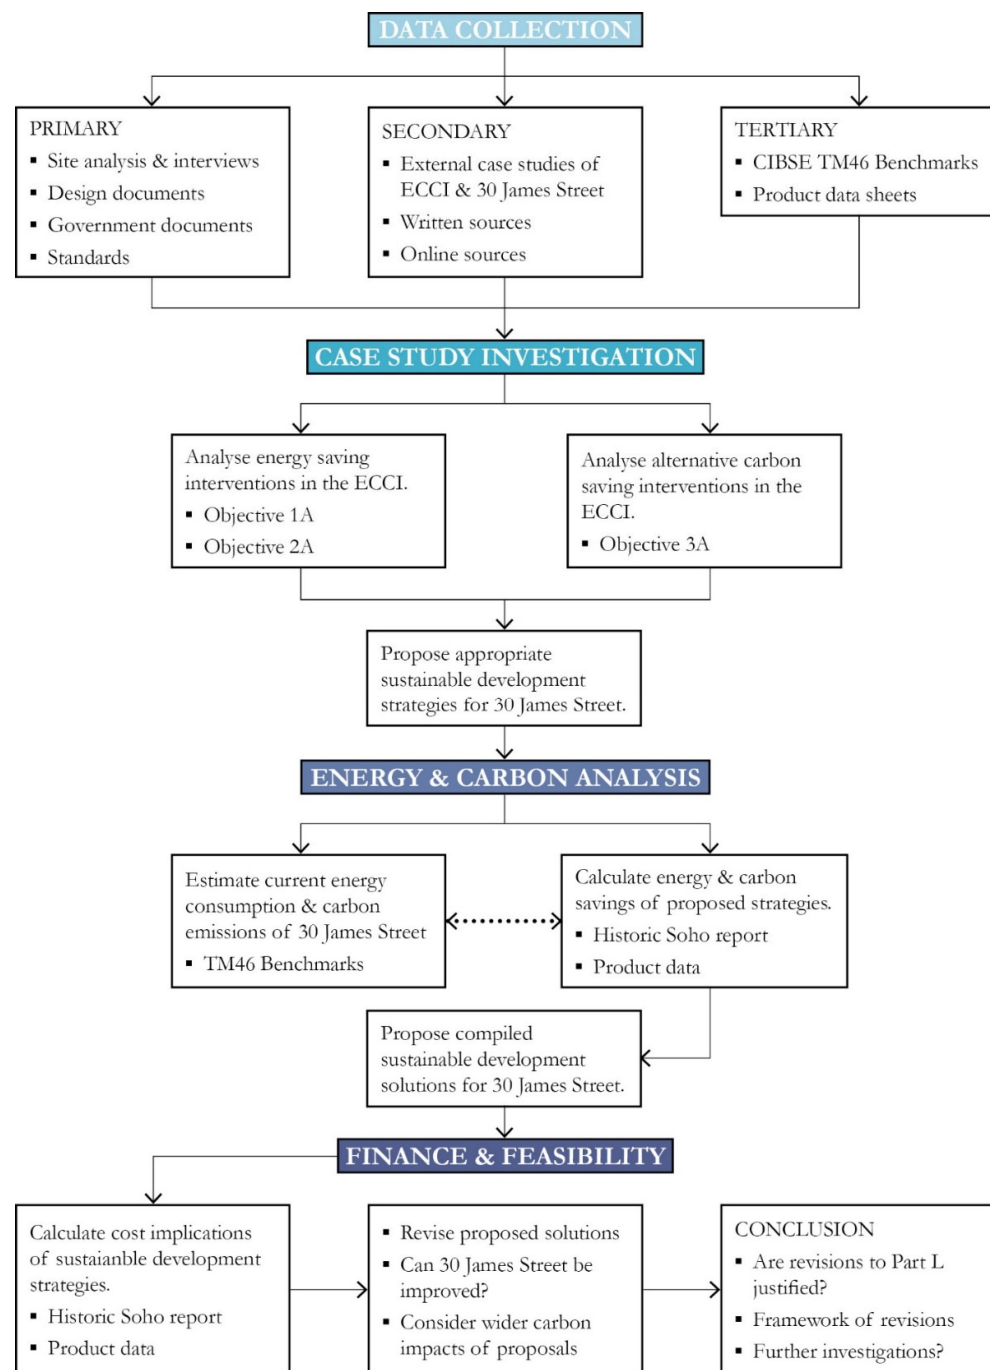 DATA COLLECTION
PRIMARY
▪ Site analysis & interviews
▪ Design documents
▪ Government documents
▪ Standards
SECONDARY
▪ External case studies of
ECCI & 30 James Street
▪ Written sources
▪ Online sources
TERTIARY
▪ CIBSE TM46 Benchmarks
▪ Product data sheets
CASE STUDY INVESTIGATION
Analyse energy saving
interventions in the ECCI.
▪ Objective 1A
▪ Objective 2A
Analyse alternative carbon
saving interventions in the
ECCI.
▪ Objective 3A
Propose appropriate
sustainable development
strategies for 30 James Street.
ENERGY & CARBON ANALYSIS
Estimate current energy
consumption & carbon
emissions of 30 James Street
▪ TM46 Benchmarks
Calculate energy & carbon
savings of proposed strategies.
▪ Historic Soho report
▪ Product data
Propose compiled
sustainable development
solutions for 30 James Street.
FINANCE & FEASIBILITY
Calculate cost implications
of sustaianble development
strategies.
▪ Historic Soho report
▪ Product data
▪ Revise proposed solutions
▪ Can 30 James Street be
improved?
▪ Consider wider carbon
impacts of proposals
CONCLUSION
▪ Are revisions to Part L
justified?
▪ Framework of revisions
▪ Further investigations?